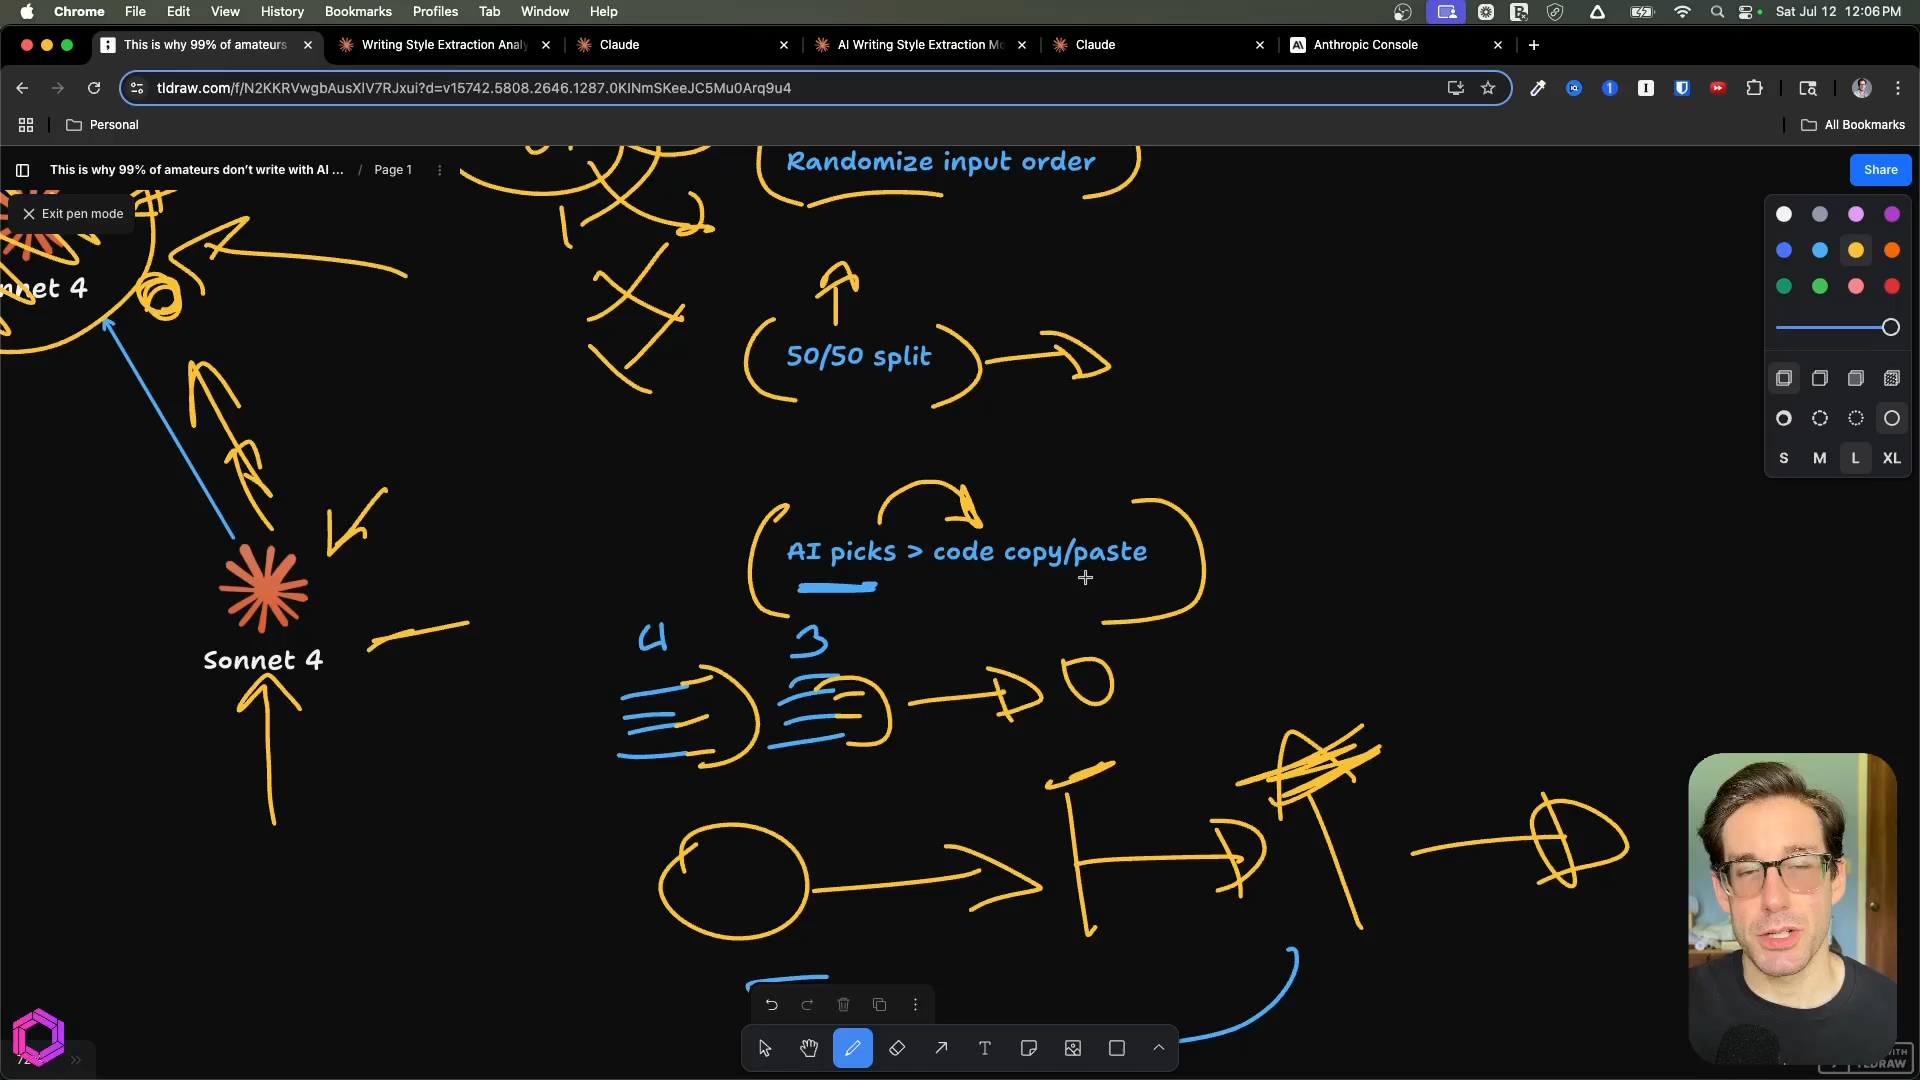 Chrome File Edit View History Bookmarks Profiles Tab Window Help
Sat Jul 12 12:06 PM
This is why 99% of amateurs
Writing Style Extraction Analy
Claude
AI Writing Style Extraction Mo
Claude
Anthropic Console
tldraw.com/f/N2KKRVwgbAusXIV7RJxui?d=v15742.5808.2646.1287.0KINmSKeeJC5Mu0Arq9u4
Personal
All Bookmarks
This is why 99% of amateurs don't write with AI ... / Page 1
Share
Exit pen mode
Randomize input order
1 2
nnet 4
50/50 split
AI picks > code copy/paste
4 3
Sonnet 4
S M L XL